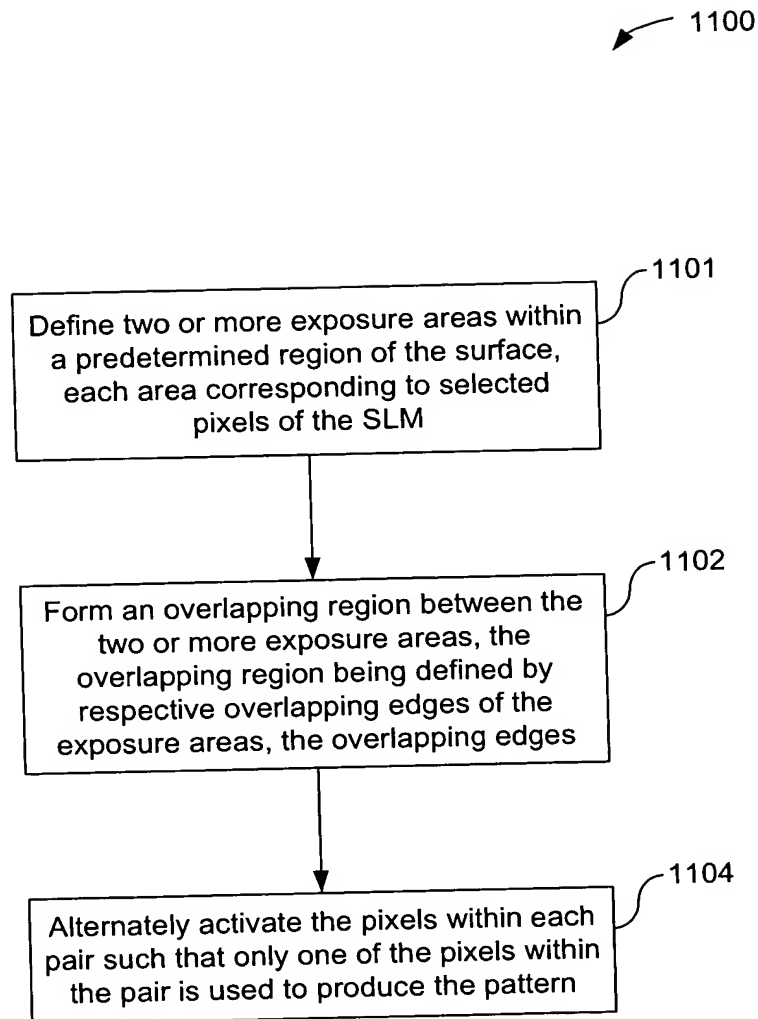 1100
1101
Define two or more exposure areas within
a predetermined region of the surface,
each area corresponding to selected
pixels of the SLM
1102
Form an overlapping region between the
two or more exposure areas, the
overlapping region being defined by
respective overlapping edges of the
exposure areas, the overlapping edges
1104
Alternately activate the pixels within each
pair such that only one of the pixels within
the pair is used to produce the pattern